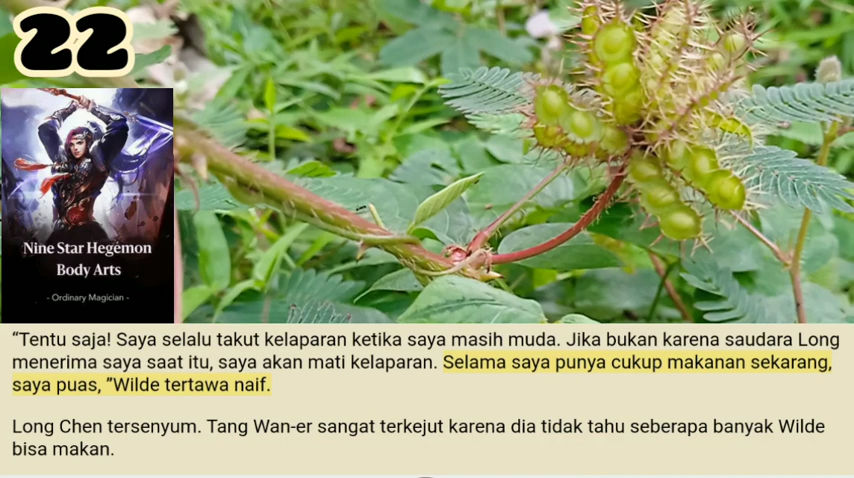 22
Nine Star Hegemon
Body Arts
- Ordinary Magician -
“Tentu saja! Saya selalu takut kelaparan ketika saya masih muda. Jika bukan karena saudara Long
menerima saya saat itu, saya akan mati kelaparan. Selama saya punya cukup makanan sekarang,
saya puas, ”Wilde tertawa naif.
Long Chen tersenyum. Tang Wan-er sangat terkejut karena dia tidak tahu seberapa banyak Wilde
bisa makan.